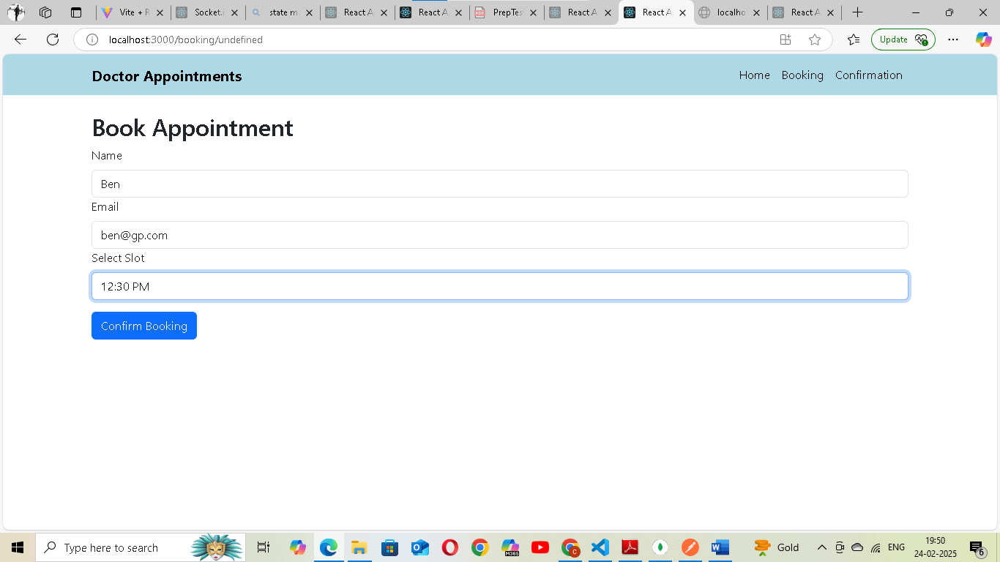 Vite + R
Socket.i
state ma
React A
React A
PrepTes
React A
React A
localho
React A
localhost:3000/booking/undefined
Update
Doctor Appointments
Home Booking Confirmation
Book Appointment
Name
Ben
Email
ben@gp.com
Select Slot
12:30 PM
Confirm Booking
Type here to search
M365
C
Gold
ENG
19:50
24-02-2025
6